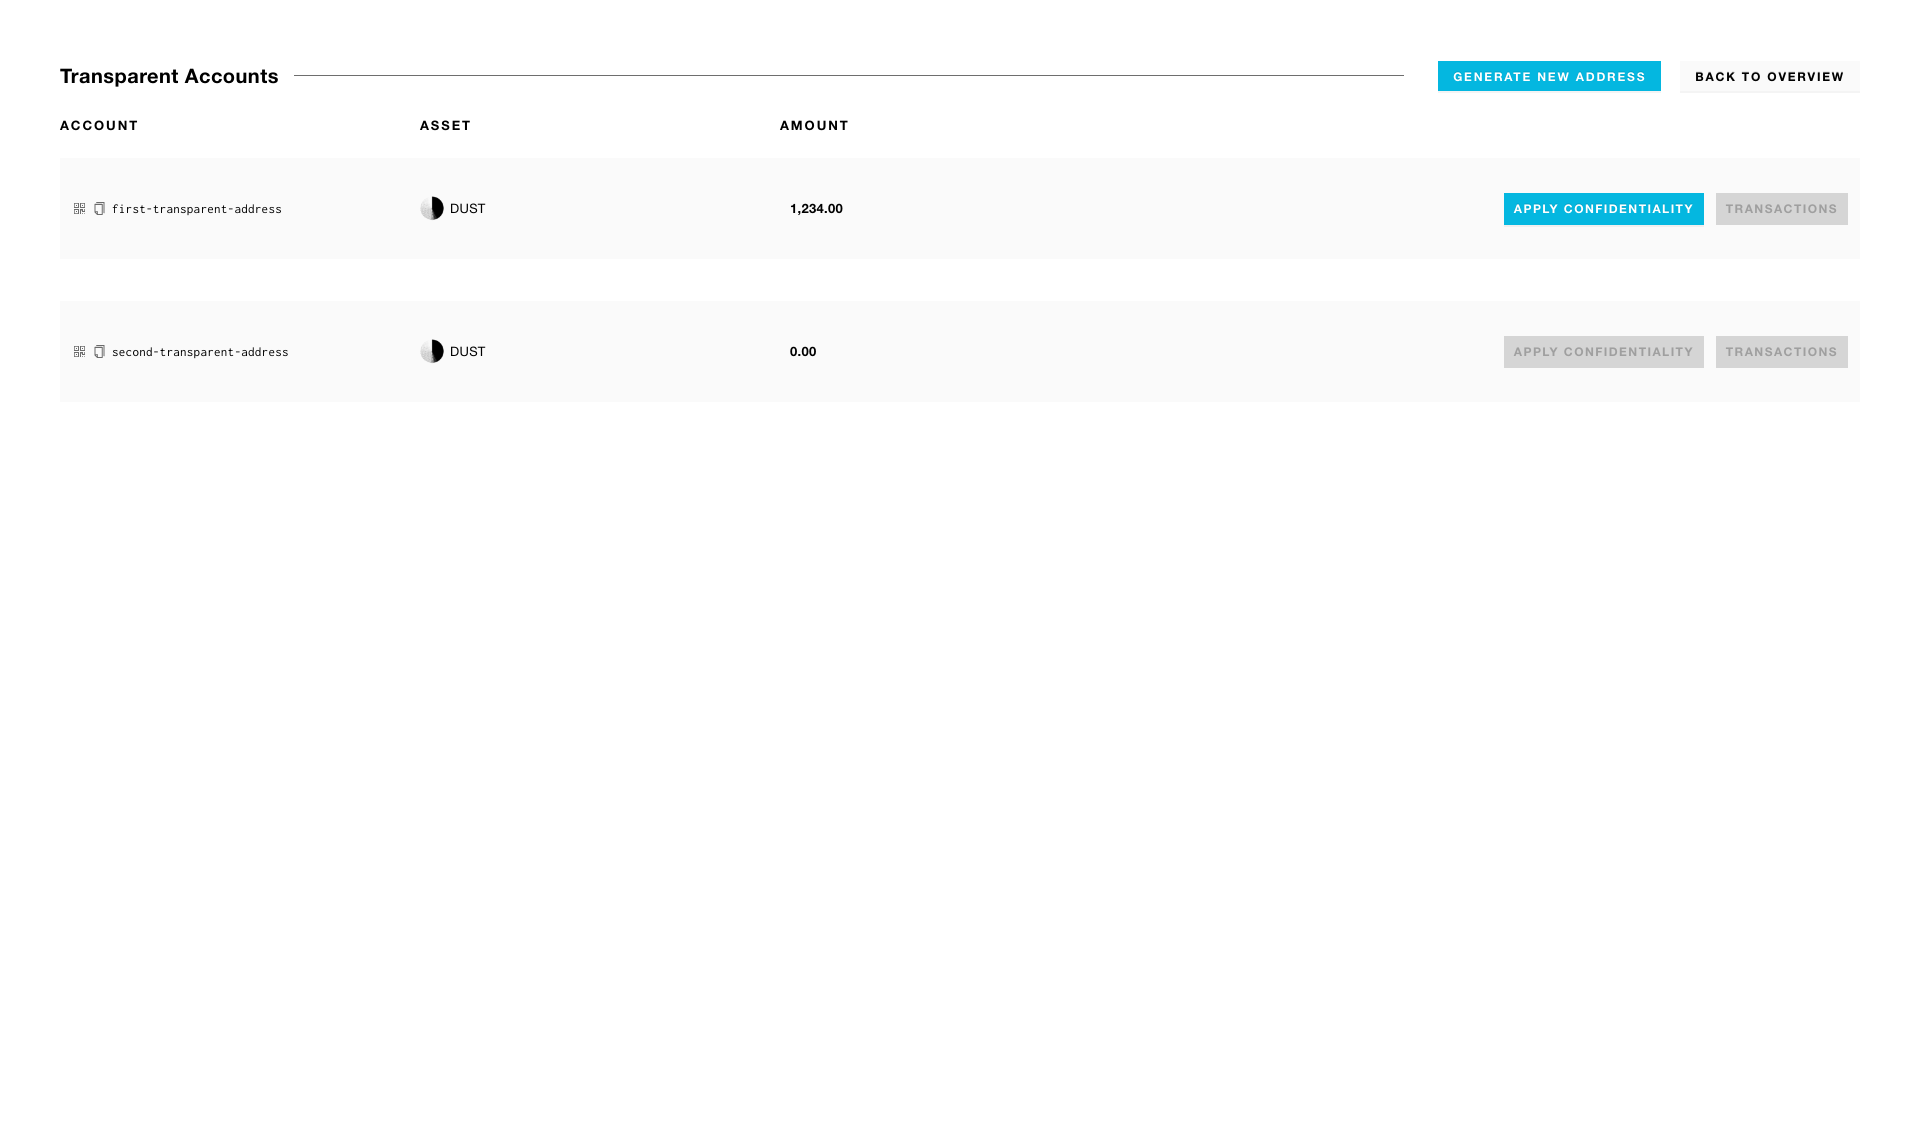 Transparent Accounts
GENERATE NEW ADDRESS
BACK TO OVERVIEW
ACCOUNT ASSET AMOUNT
first-transparent-address DUST 1,234.00 APPLY CONFIDENTIALITY TRANSACTIONS
second-transparent-address DUST 0.00 APPLY CONFIDENTIALITY TRANSACTIONS